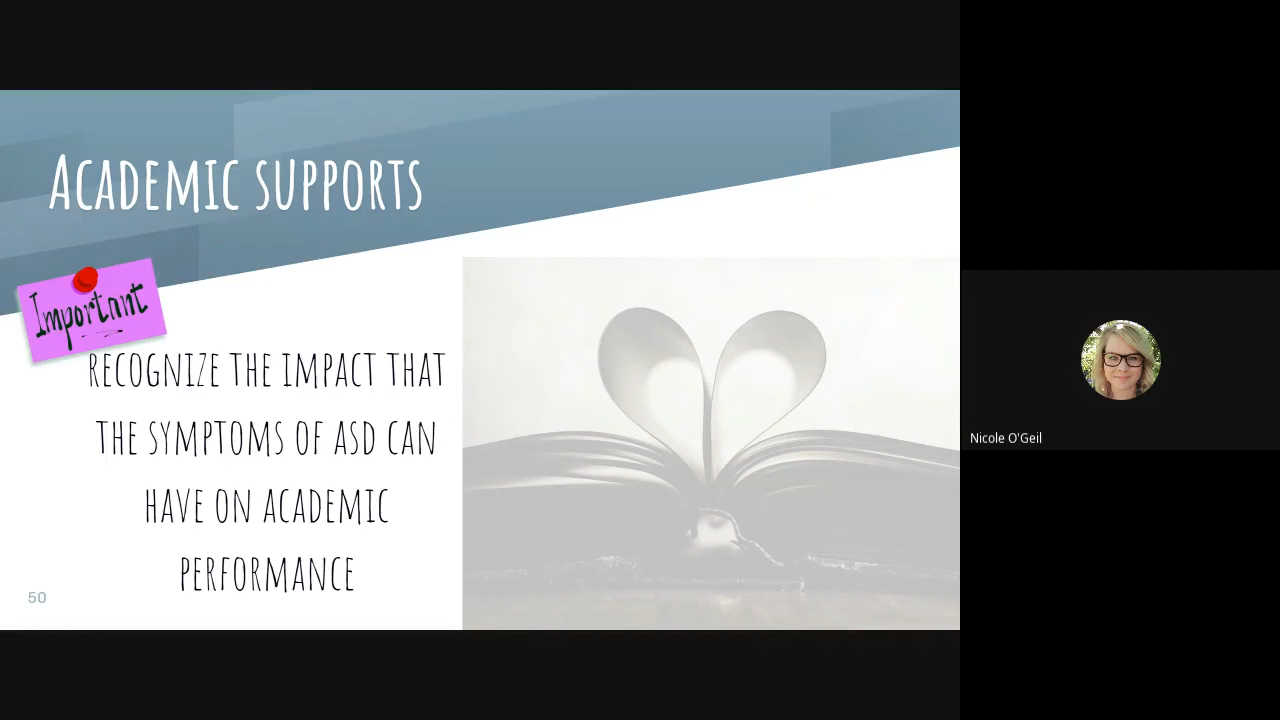 Academic supports
Important
recognize the impact that
the symptoms of ASD can
have on academic
performance
50
Nicole O'Geil